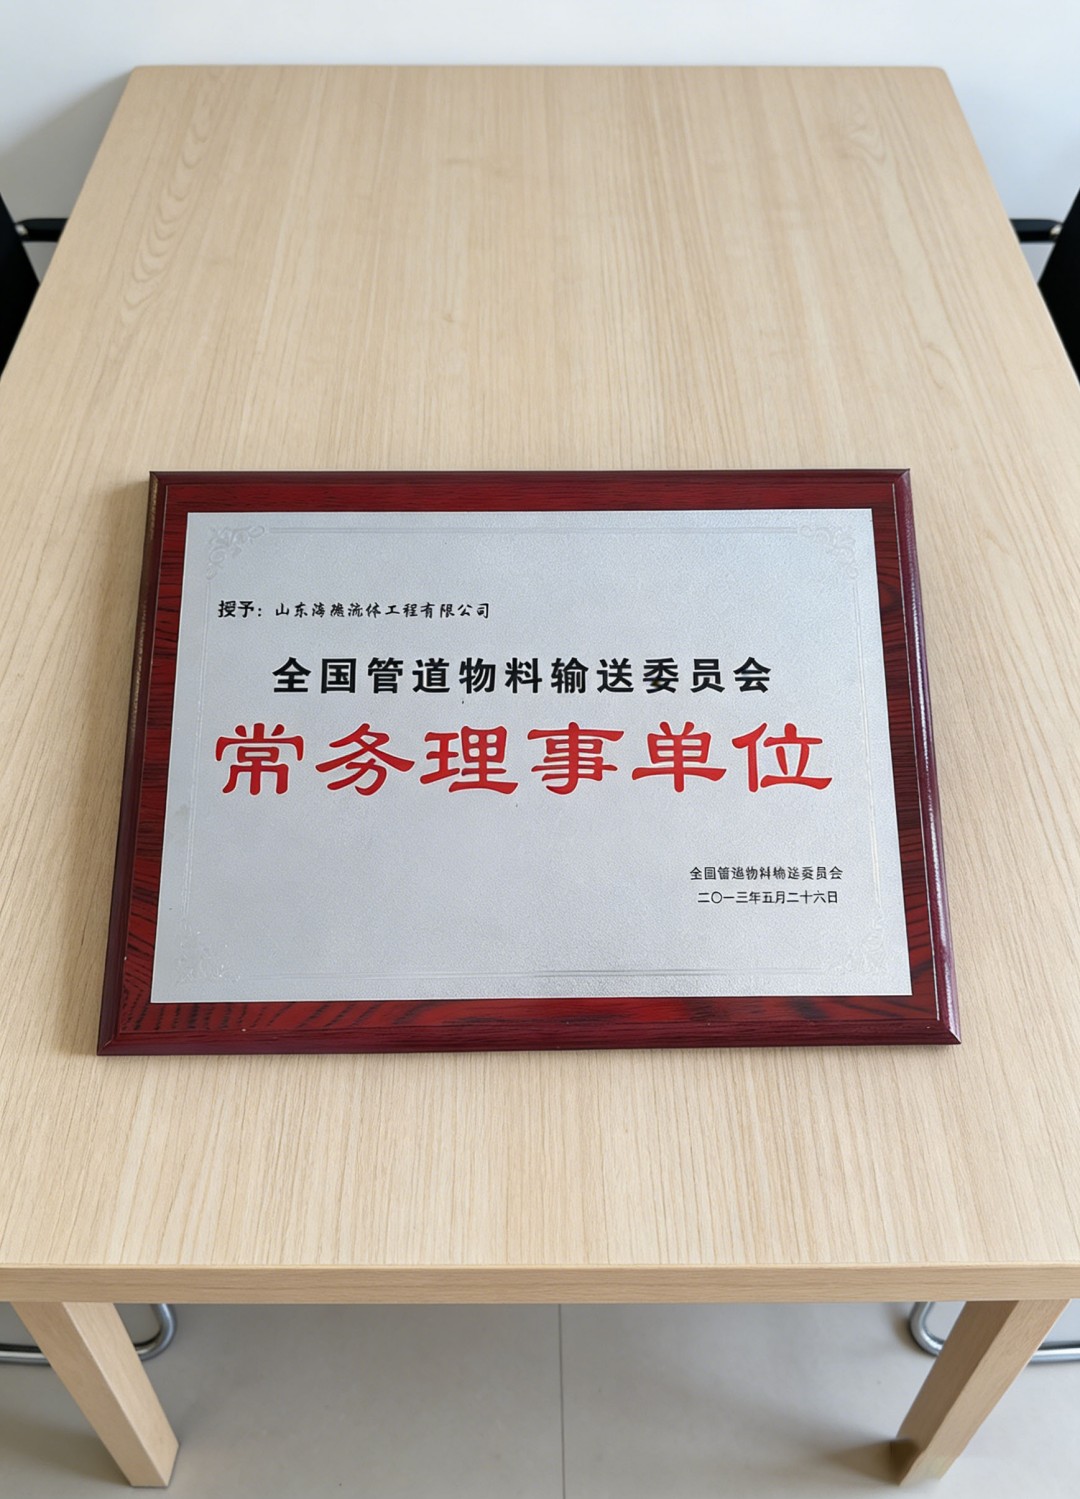 授予：山东海漁流体工程有限公司
全国管道物料输送委员会
常务理事单位
全国管道物料输送委员会
二〇一三年五月二十六日